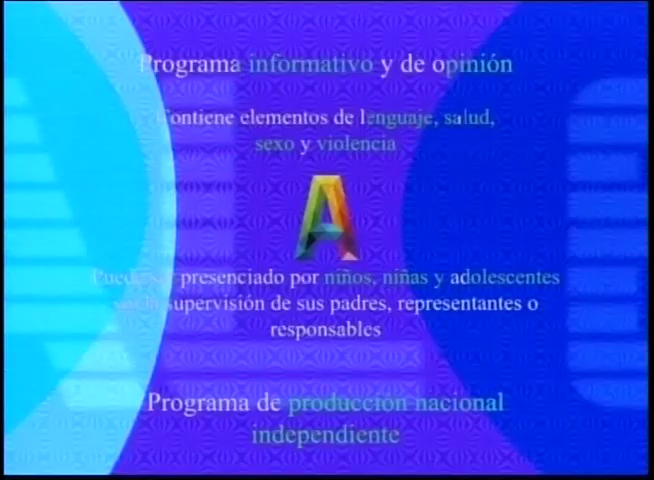 Programa informativo y de opinión
Contiene elementos de lenguaje, salud,
sexo y violencia
A
Puede ser presenciado por niños, niñas y adolescentes
supervisión de sus padres, representantes o
responsables
Programa de producción nacional
independiente